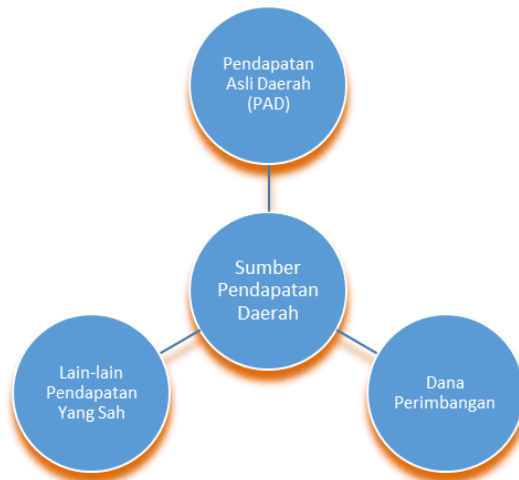 Pendapatan
Asli Daerah
(PAD)
Sumber
Pendapatan
Daerah
Lain-lain
Pendapatan
Yang Sah
Dana
Perimbangan